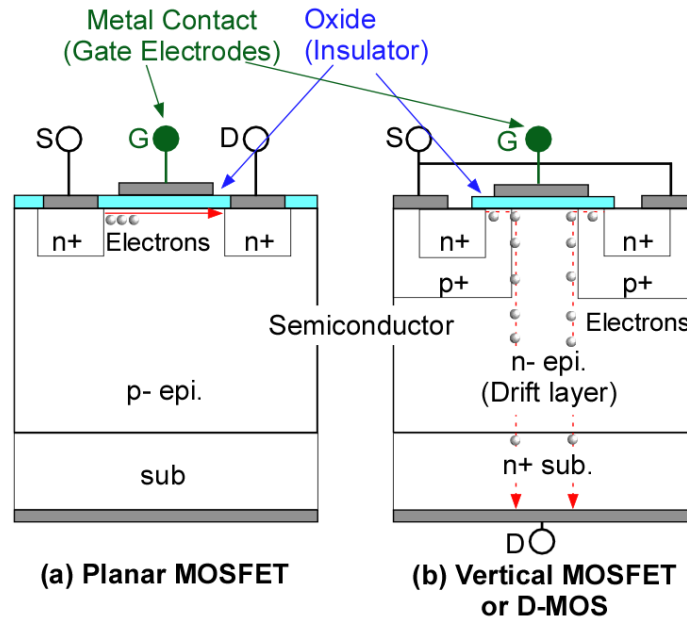 Metal Contact
(Gate Electrodes)
Oxide
(Insulator)
S
G
D
n+
Electrons
n+
p- epi.
sub
(a) Planar MOSFET
Semiconductor
S
G
n+
n+
p+
p+
Electrons
n- epi.
(Drift layer)
n+ sub.
D
(b) Vertical MOSFET
or D-MOS